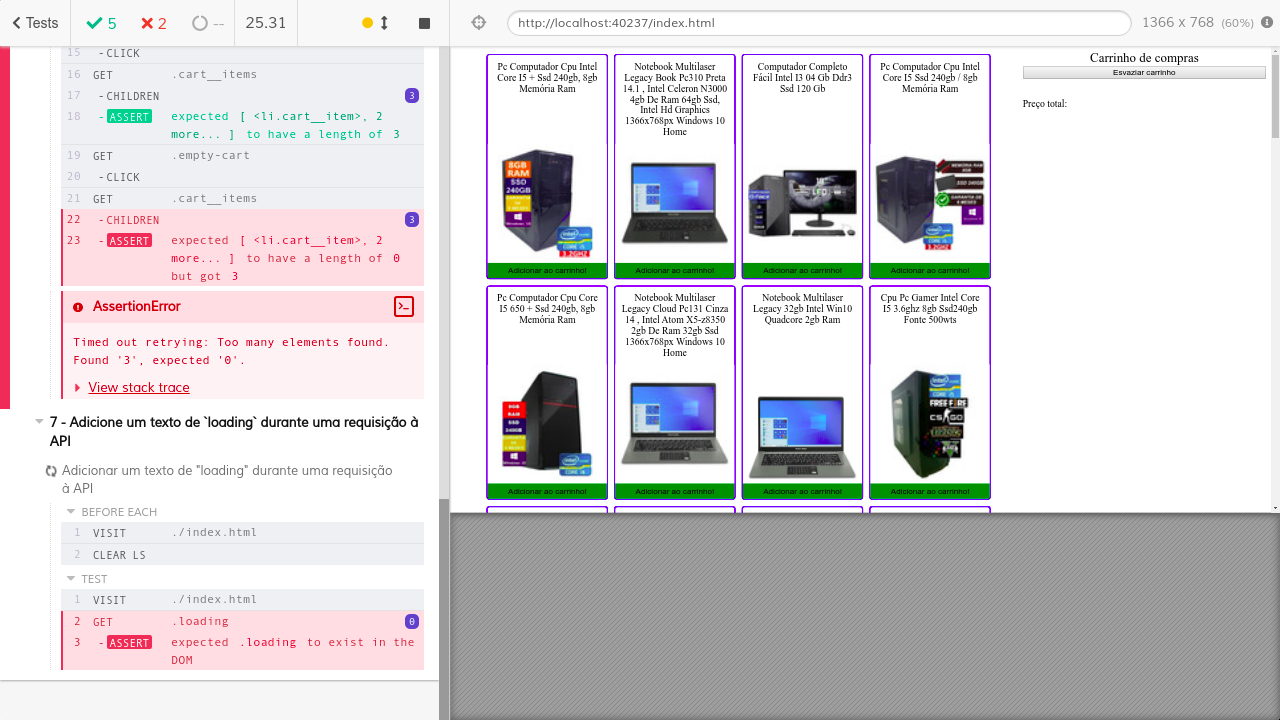 Tests
5
2
--
25.31
http://localhost:40237/index.html
1366 x 768 (60%)
15 -CLICK
16 GET .cart__items
17 -CHILDREN 3
18 -ASSERT expected [ <li.cart__item>, 2
more... ] to have a length of 3
19 GET .empty-cart
20 -CLICK
21 GET .cart__items
22 -CHILDREN 3
23 -ASSERT expected [ <li.cart__item>, 2
more... ] to have a length of 0
but got 3
AssertionError
Timed out retrying: Too many elements found.
Found '3', expected '0'.
View stack trace
7 - Adicione um texto de `loading` durante uma requisição à
API
Adicionar um texto de "loading" durante uma requisição
à API
BEFORE EACH
1 VISIT ./index.html
2 CLEAR LS
TEST
1 VISIT ./index.html
2 GET .loading 0
3 -ASSERT expected .loading to exist in the
DOM
Pc Computador Cpu Intel
Core I5 + Ssd 240gb, 8gb
Memória Ram
Adicionar ao carrinho!
Notebook Multilaser
Legacy Book Pc310 Preta
14.1 , Intel Celeron N3000
4gb De Ram 64gb Ssd,
Intel Hd Graphics
1366x768px Windows 10
Home
Adicionar ao carrinho!
Computador Completo
Fácil Intel I3 04 Gb Ddr3
Ssd 120 Gb
Adicionar ao carrinho!
Pc Computador Cpu Intel
Core I5 Ssd 240gb / 8gb
Memória Ram
Adicionar ao carrinho!
Pc Computador Cpu Core
I5 650 + Ssd 240gb, 8gb
Memória Ram
Adicionar ao carrinho!
Notebook Multilaser
Legacy Cloud Pc131 Cinza
14 , Intel Atom X5-z8350
2gb De Ram 32gb Ssd
1366x768px Windows 10
Home
Adicionar ao carrinho!
Notebook Multilaser
Legacy 32gb Intel Win10
Quadcore 2gb Ram
Adicionar ao carrinho!
Cpu Pc Gamer Intel Core
I5 3.6ghz 8gb Ssd240gb
Fonte 500wts
Adicionar ao carrinho!
Carrinho de compras
Esvaziar carrinho
Preço total: